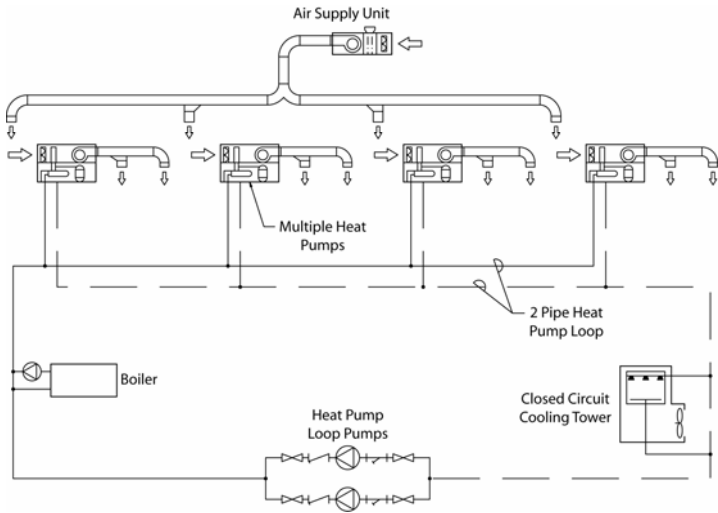 Air Supply Unit
Multiple Heat
Pumps
2 Pipe Heat
Pump Loop
Boiler
Closed Circuit
Cooling Tower
Heat Pump
Loop Pumps